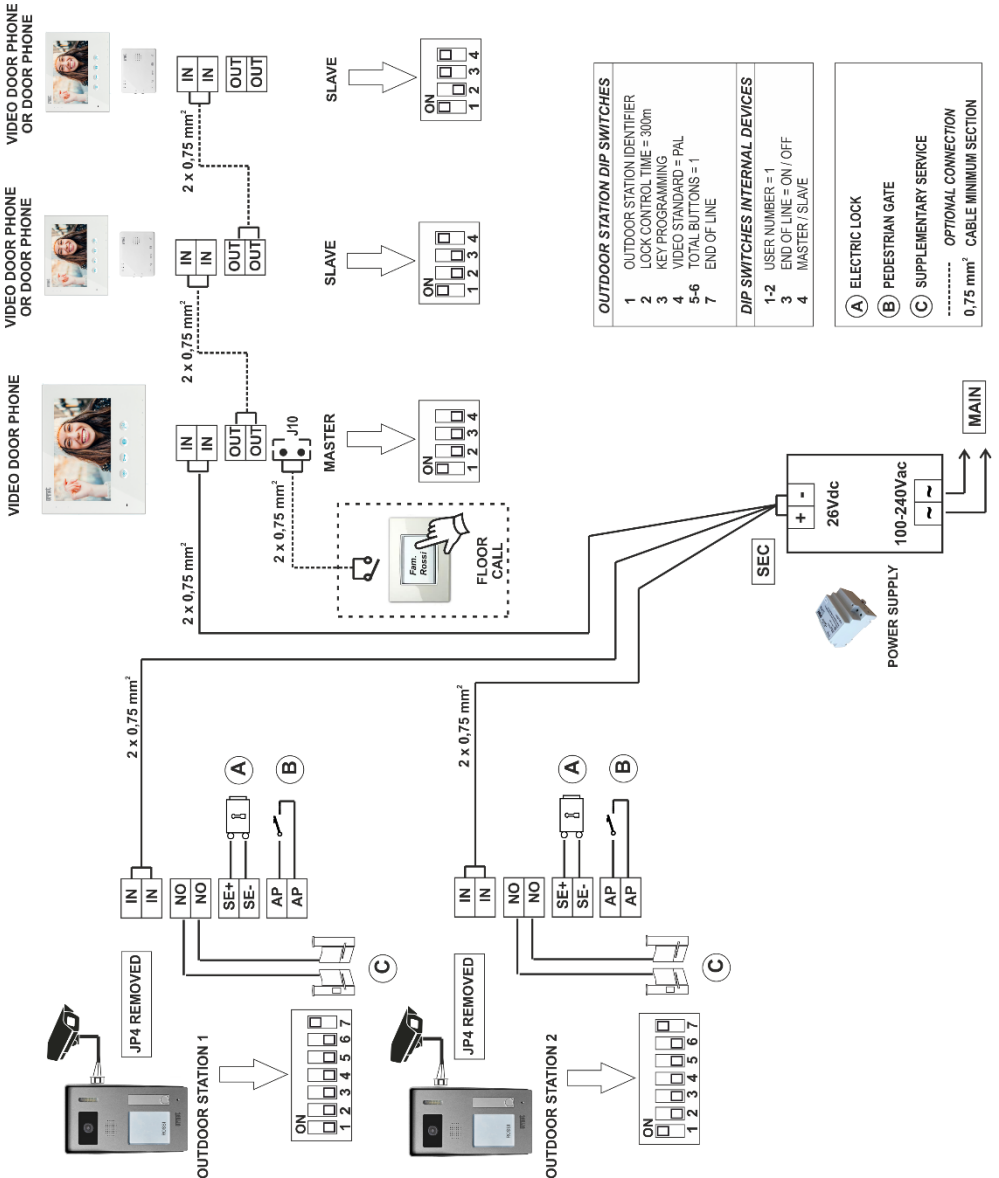 OUTDOOR STATION 2
JP4 REMOVED
ON
1 2 3 4 5 6 7
C
IN
IN
NO
NO
SE+
SE-
AP
AP
A
B
2 x 0,75 mm²
OUTDOOR STATION 1
JP4 REMOVED
ON
1 2 3 4 5 6 7
C
IN
IN
NO
NO
SE+
SE-
AP
AP
A
B
2 x 0,75 mm²
VIDEO DOOR PHONE
IN
IN
OUT
OUT
J10
2 x 0,75 mm²
2 x 0,75 mm²
Fam.
Rossi
FLOOR
CALL
MASTER
ON
1 2 3 4
VIDEO DOOR PHONE
OR DOOR PHONE
IN
IN
OUT
OUT
2 x 0,75 mm²
SLAVE
ON
1 2 3 4
VIDEO DOOR PHONE
OR DOOR PHONE
IN
IN
OUT
OUT
2 x 0,75 mm²
SLAVE
ON
1 2 3 4
POWER SUPPLY
SEC
+ -
26Vdc
100-240Vac
~ ~
MAIN
OUTDOOR STATION DIP SWITCHES
1 OUTDOOR STATION IDENTIFIER
2 LOCK CONTROL TIME = 300m
3 KEY PROGRAMMING
4 VIDEO STANDARD = PAL
5-6 TOTAL BUTTONS = 1
7 END OF LINE
DIP SWITCHES INTERNAL DEVICES
1-2 USER NUMBER = 1
3 END OF LINE = ON / OFF
4 MASTER / SLAVE
A ELECTRIC LOCK
B PEDESTRIAN GATE
C SUPPLEMENTARY SERVICE
OPTIONAL CONNECTION
0,75 mm² CABLE MINIMUM SECTION